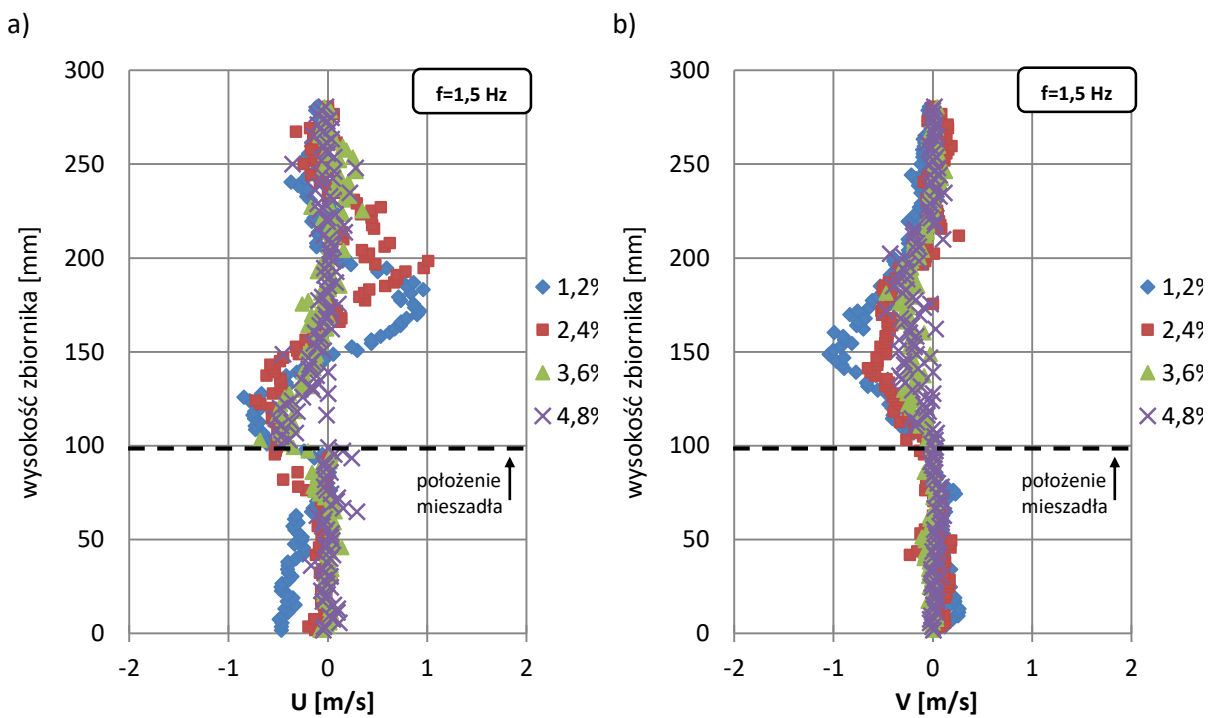 a)
f=1,5 Hz
wysokość zbiornika [mm]
300
250
200
150
100
50
0
-2 -1 0 1 2
U [m/s]
1,2%
2,4%
3,6%
4,8%
położenie
mieszadła
b)
f=1,5 Hz
wysokość zbiornika [mm]
300
250
200
150
100
50
0
-2 -1 0 1 2
V [m/s]
1,2%
2,4%
3,6%
4,8%
położenie
mieszadła